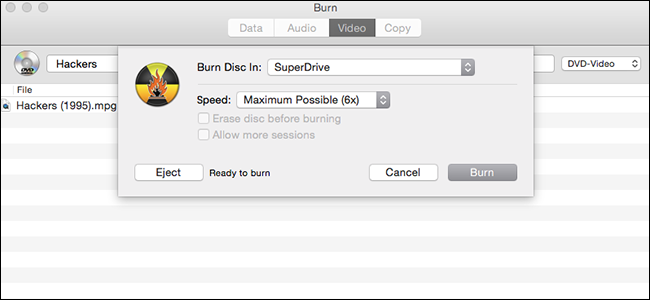 Burn
Data Audio Video Copy
DVD
Hackers
DVD-Video
Burn Disc In: SuperDrive
File
Speed: Maximum Possible (6x)
Hackers (1995).mpg
Erase disc before burning
Allow more sessions
Eject Ready to burn Cancel Burn